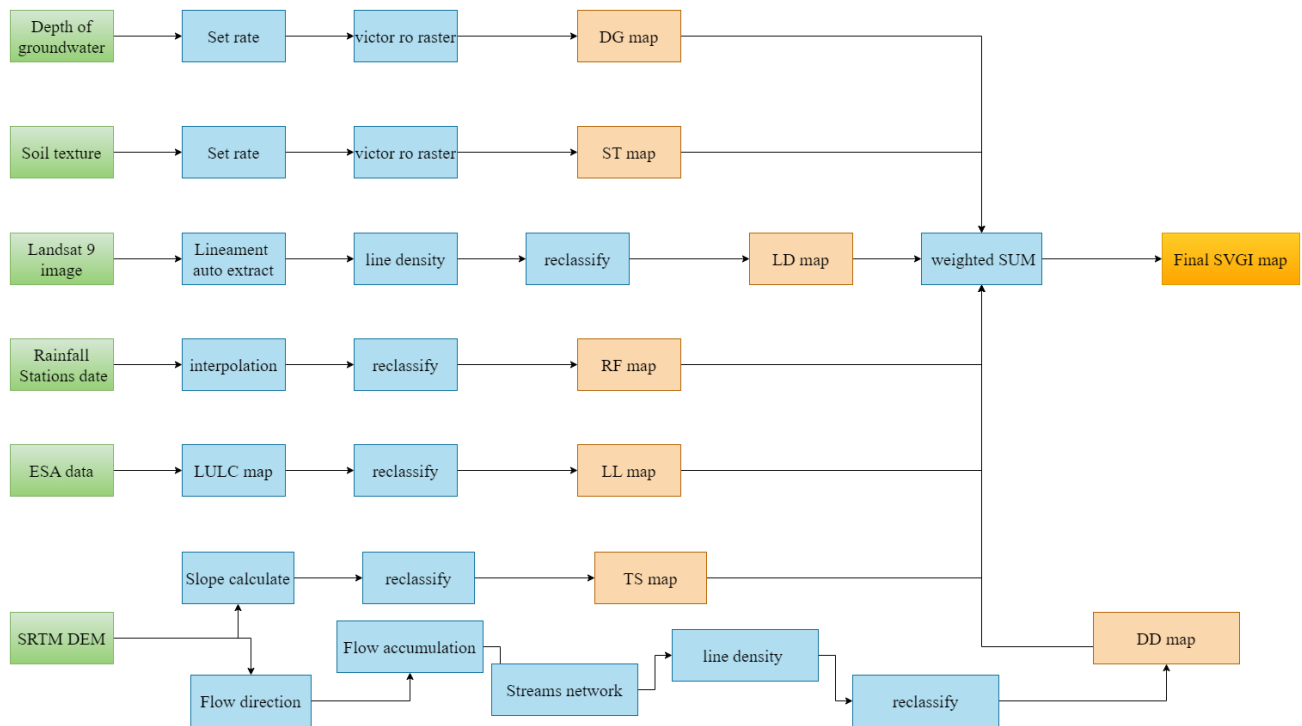 Depth of
groundwater
Set rate
victor ro raster
DG map
Soil texture
Set rate
victor ro raster
ST map
Landsat 9
image
Lineament
auto extract
line density
reclassify
LD map
weighted SUM
Final SVGI map
Rainfall
Stations date
interpolation
reclassify
RF map
ESA data
LULC map
reclassify
LL map
Slope calculate
reclassify
TS map
SRTM DEM
Flow direction
Flow accumulation
Streams network
line density
reclassify
DD map